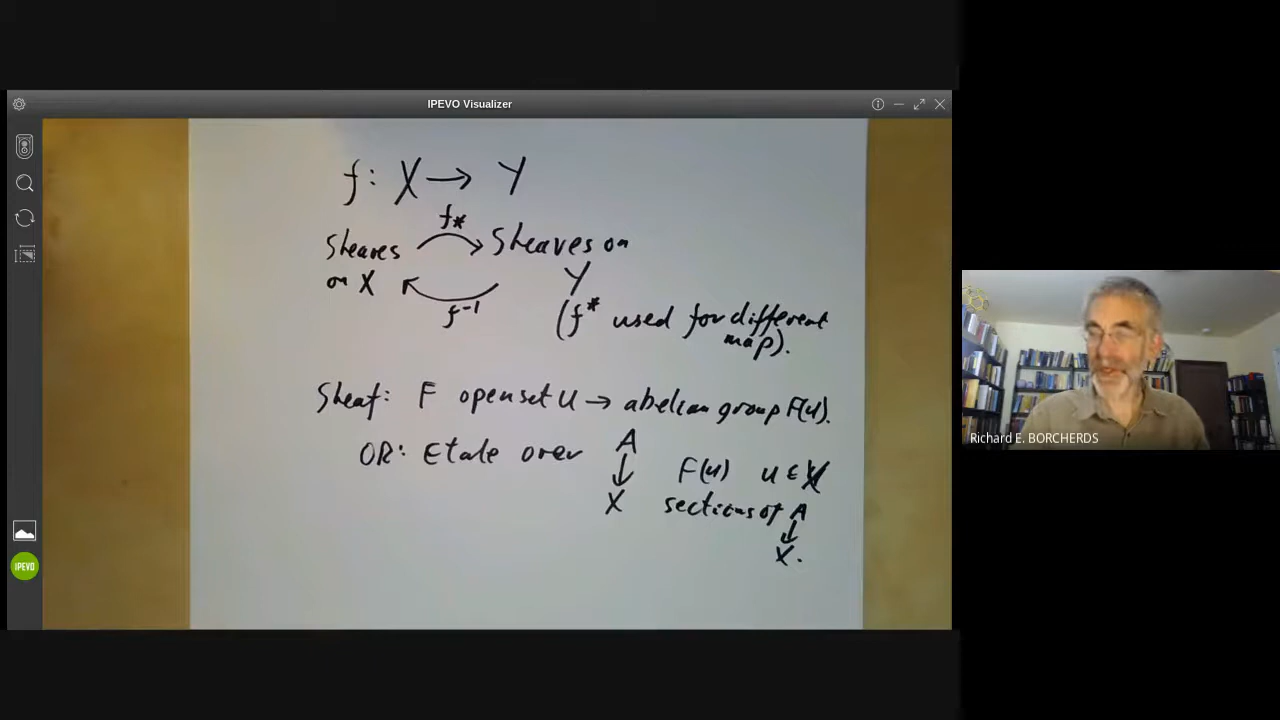 IPEVO Visualizer
f: X → Y
f*
Sheaves on X
Sheaves on Y
f⁻¹
(f* used for different map).
Sheaf: F open set U → abelian group F(U).
OR: Etale over A ↓ X
F(U) U ∈ X
sections of A ↓ X.
Richard E. BORCHERDS
IPEVO